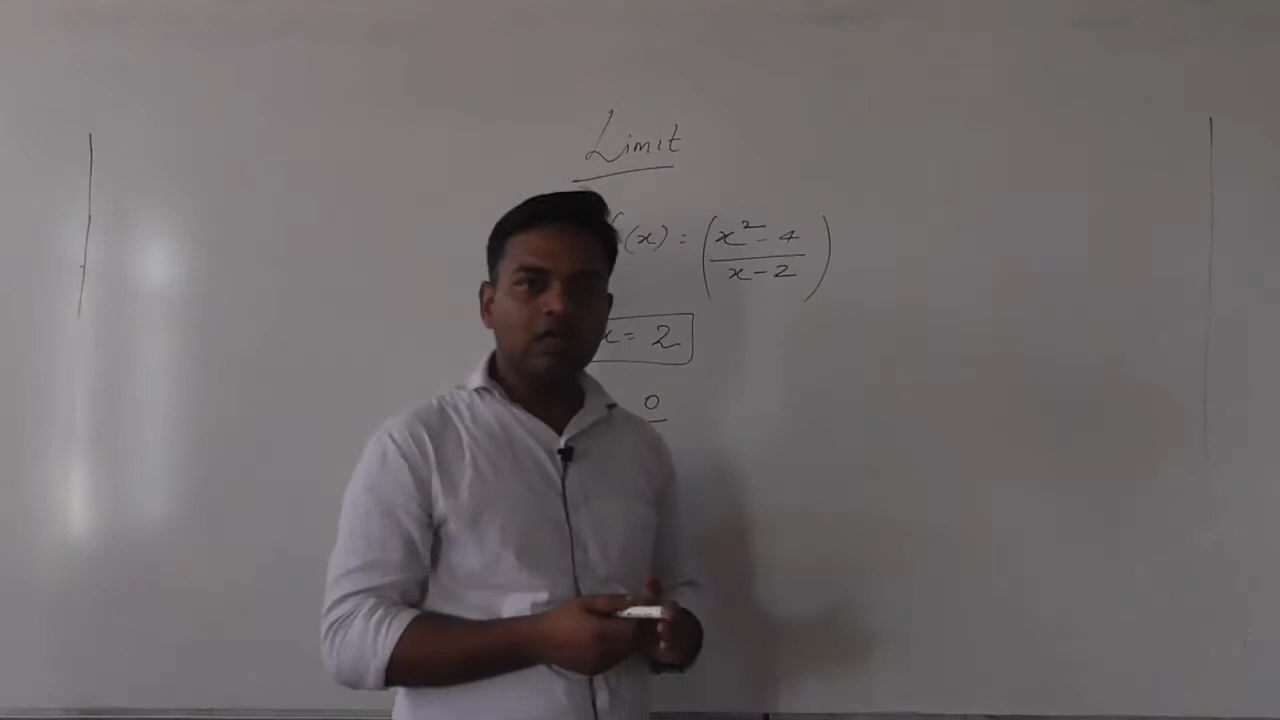 Limit
(x) = (x² - 4 / x - 2)
x = 2
0